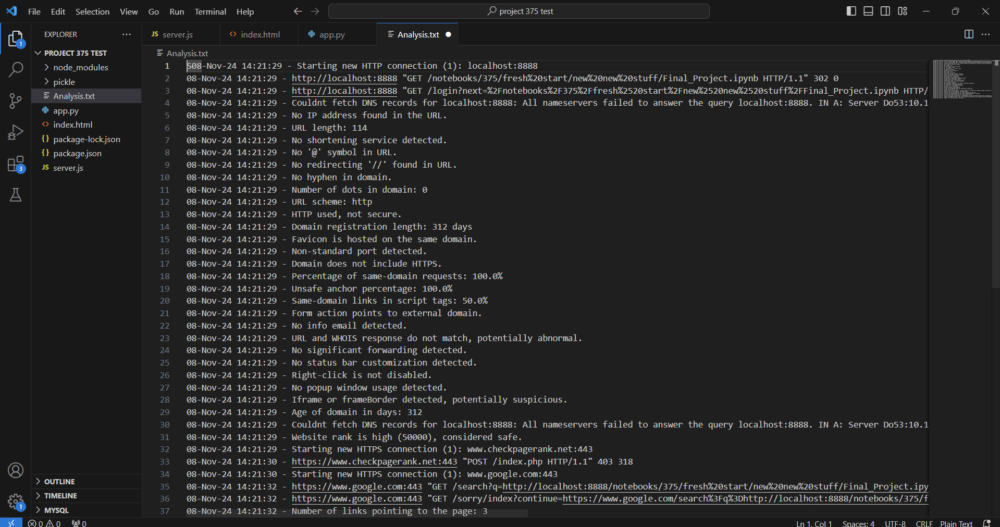 File Edit Selection View Go Run Terminal Help
project 375 test
EXPLORER
PROJECT 375 TEST
node_modules
pickle
Analysis.txt
app.py
index.html
package-lock.json
package.json
server.js
OUTLINE
TIMELINE
MYSQL
1
3
1
JS server.js
index.html
app.py
Analysis.txt
Analysis.txt
1 S08-Nov-24 14:21:29 - Starting new HTTP connection (1): localhost:8888
2 08-Nov-24 14:21:29 - http://localhost:8888 "GET /notebooks/375/fresh%20start/new%20new%20stuff/Final_Project.ipynb HTTP/1.1" 302 0
3 08-Nov-24 14:21:29 - http://localhost:8888 "GET /login?next=%2Fnotebooks%2F375%2Ffresh%2520start%2Fnew%2520new%2520stuff%2FFinal_Project.ipynb HTTP/
4 08-Nov-24 14:21:29 - Couldnt fetch DNS records for localhost:8888: All nameservers failed to answer the query localhost:8888. IN A: Server Do53:10.1
5 08-Nov-24 14:21:29 - No IP address found in the URL.
6 08-Nov-24 14:21:29 - URL length: 114
7 08-Nov-24 14:21:29 - No shortening service detected.
8 08-Nov-24 14:21:29 - No '@' symbol in URL.
9 08-Nov-24 14:21:29 - No redirecting '//' found in URL.
10 08-Nov-24 14:21:29 - No hyphen in domain.
11 08-Nov-24 14:21:29 - Number of dots in domain: 0
12 08-Nov-24 14:21:29 - URL scheme: http
13 08-Nov-24 14:21:29 - HTTP used, not secure.
14 08-Nov-24 14:21:29 - Domain registration length: 312 days
15 08-Nov-24 14:21:29 - Favicon is hosted on the same domain.
16 08-Nov-24 14:21:29 - Non-standard port detected.
17 08-Nov-24 14:21:29 - Domain does not include HTTPS.
18 08-Nov-24 14:21:29 - Percentage of same-domain requests: 100.0%
19 08-Nov-24 14:21:29 - Unsafe anchor percentage: 100.0%
20 08-Nov-24 14:21:29 - Same-domain links in script tags: 50.0%
21 08-Nov-24 14:21:29 - Form action points to external domain.
22 08-Nov-24 14:21:29 - No info email detected.
23 08-Nov-24 14:21:29 - URL and WHOIS response do not match, potentially abnormal.
24 08-Nov-24 14:21:29 - No significant forwarding detected.
25 08-Nov-24 14:21:29 - No status bar customization detected.
26 08-Nov-24 14:21:29 - Right-click is not disabled.
27 08-Nov-24 14:21:29 - No popup window usage detected.
28 08-Nov-24 14:21:29 - Iframe or frameBorder detected, potentially suspicious.
29 08-Nov-24 14:21:29 - Age of domain in days: 312
30 08-Nov-24 14:21:29 - Couldnt fetch DNS records for localhost:8888: All nameservers failed to answer the query localhost:8888. IN A: Server Do53:10.1
31 08-Nov-24 14:21:29 - Website rank is high (50000), considered safe.
32 08-Nov-24 14:21:29 - Starting new HTTPS connection (1): www.checkpagerank.net:443
33 08-Nov-24 14:21:30 - https://www.checkpagerank.net:443 "POST /index.php HTTP/1.1" 403 318
34 08-Nov-24 14:21:30 - Starting new HTTPS connection (1): www.google.com:443
35 08-Nov-24 14:21:32 - https://www.google.com:443 "GET /search?q=http://localhost:8888/notebooks/375/fresh%20start/new%20new%20stuff/Final_Project.ipy
36 08-Nov-24 14:21:32 - https://www.google.com:443 "GET /sorry/index?continue=https://www.google.com/search%3Fq%3Dhttp://localhost:8888/notebooks/375/f
37 08-Nov-24 14:21:32 - Number of links pointing to the page: 3
0 0 0 Ln 1, Col 1 Spaces: 4 UTF-8 CRLF Plain Text